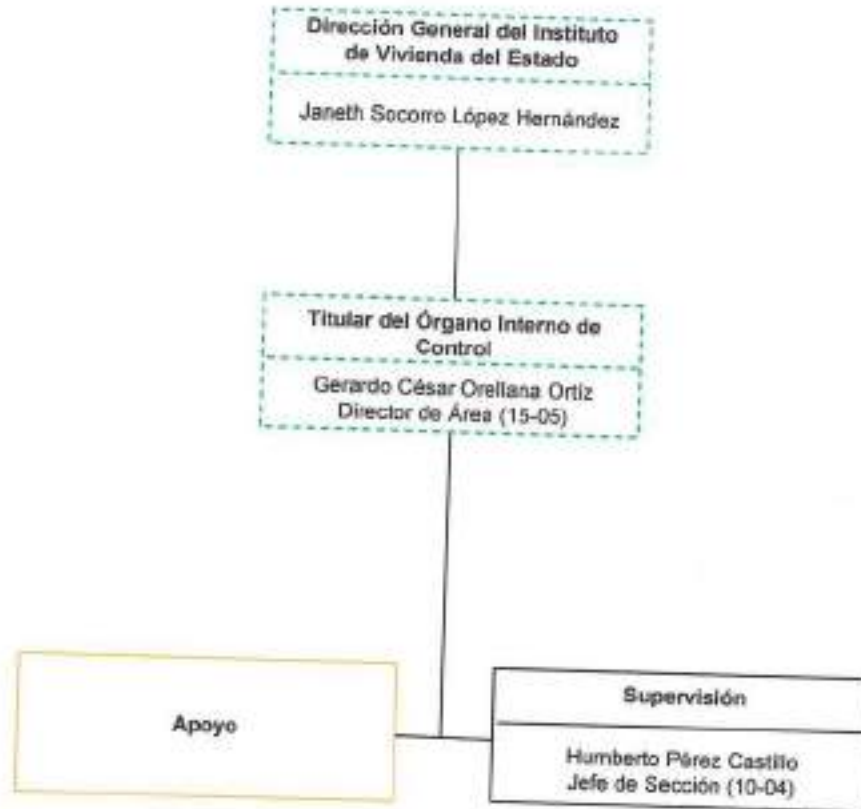 Dirección General del Instituto
de Vivienda del Estado
Janeth Socorro López Hernández
Titular del Órgano Interno de
Control
Gerardo César Orellana Ortiz
Director de Área (15-05)
Apoyo
Supervisión
Humberto Pérez Castillo
Jefe de Sección (10-04)